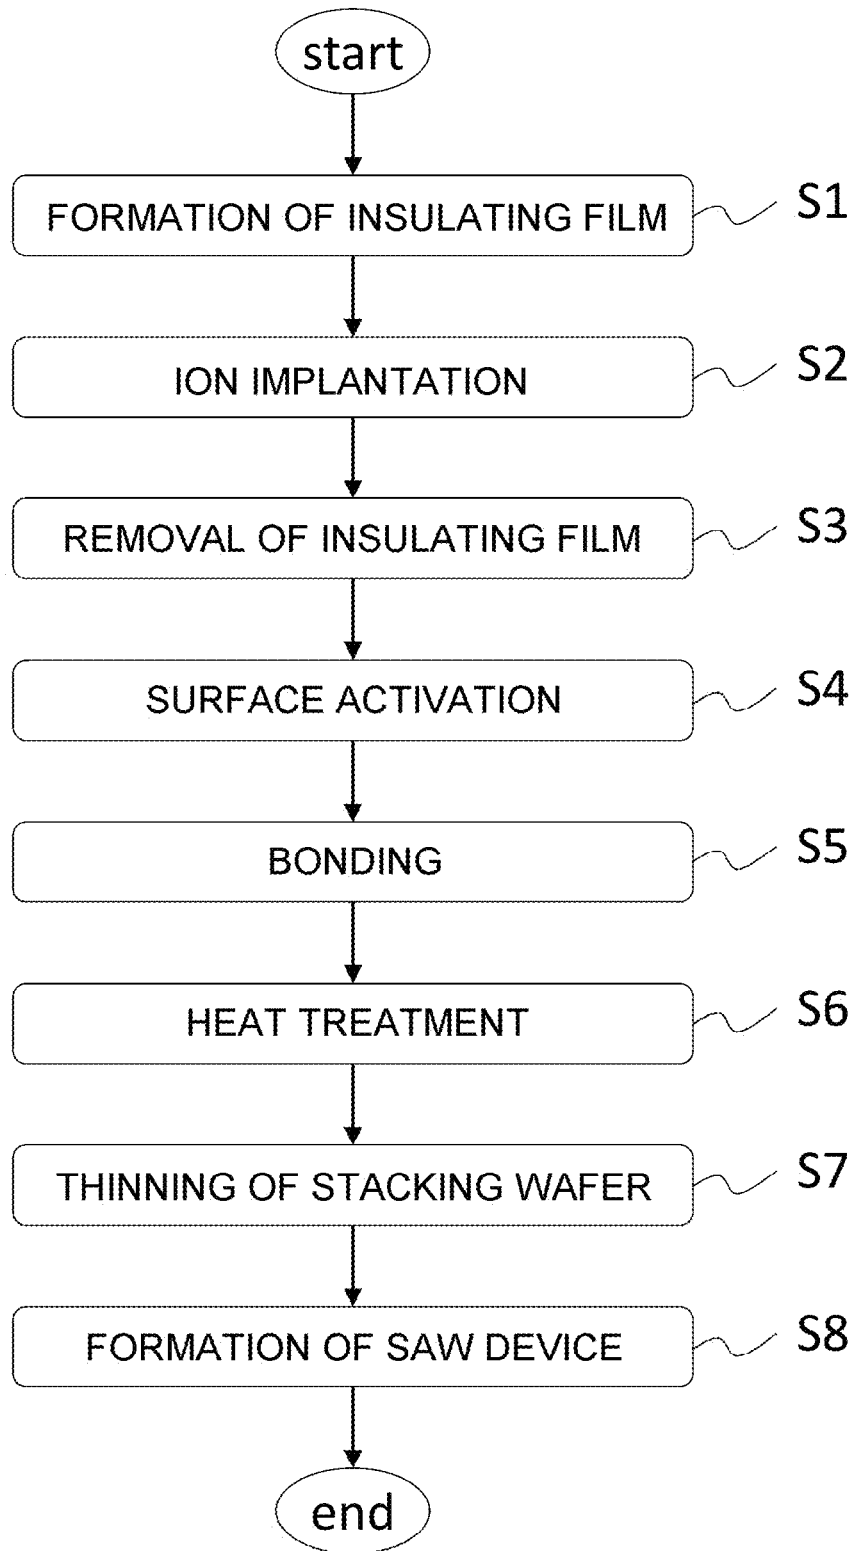 start
FORMATION OF INSULATING FILM S1
ION IMPLANTATION S2
REMOVAL OF INSULATING FILM S3
SURFACE ACTIVATION S4
BONDING S5
HEAT TREATMENT S6
THINNING OF STACKING WAFER S7
FORMATION OF SAW DEVICE S8
end